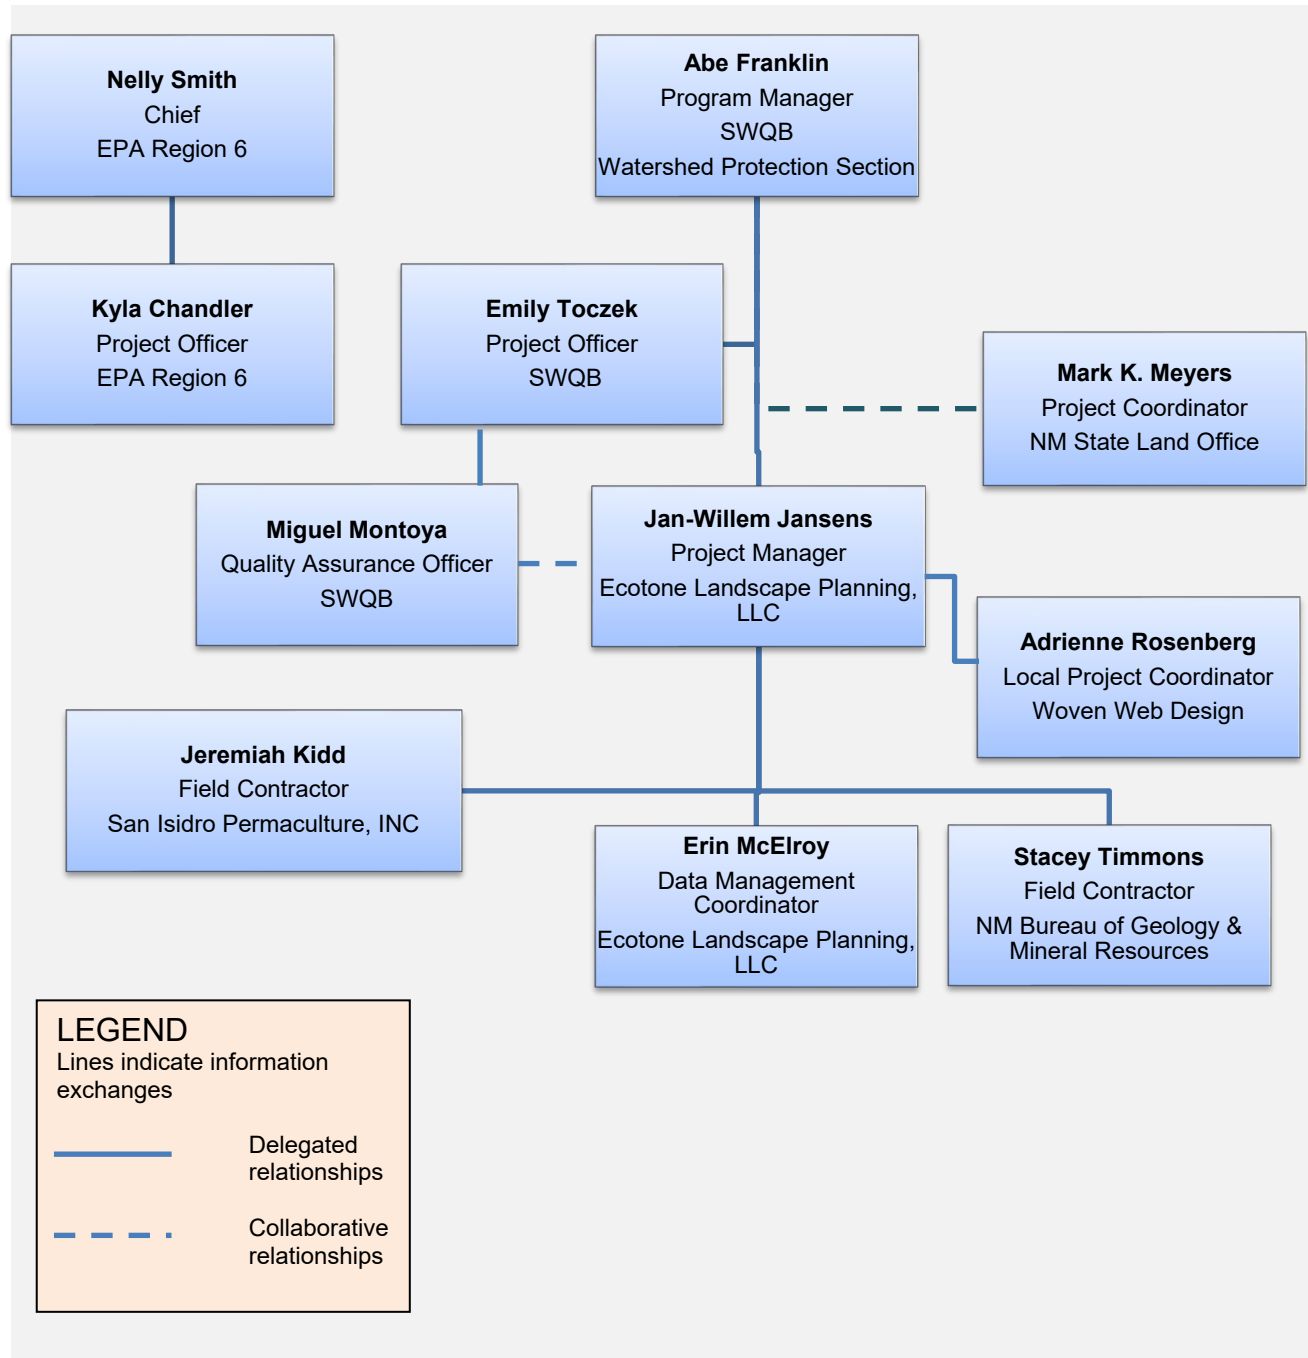 Nelly Smith
Chief
EPA Region 6
Abe Franklin
Program Manager
SWQB
Watershed Protection Section
Kyla Chandler
Project Officer
EPA Region 6
Emily Toczek
Project Officer
SWQB
Mark K. Meyers
Project Coordinator
NM State Land Office
Miguel Montoya
Quality Assurance Officer
SWQB
Jan-Willem Jansens
Project Manager
Ecotone Landscape Planning,
LLC
Adrienne Rosenberg
Local Project Coordinator
Woven Web Design
Jeremiah Kidd
Field Contractor
San Isidro Permaculture, INC
Erin McElroy
Data Management
Coordinator
Ecotone Landscape Planning,
LLC
Stacey Timmons
Field Contractor
NM Bureau of Geology &
Mineral Resources
LEGEND
Lines indicate information
exchanges
Delegated
relationships
Collaborative
relationships